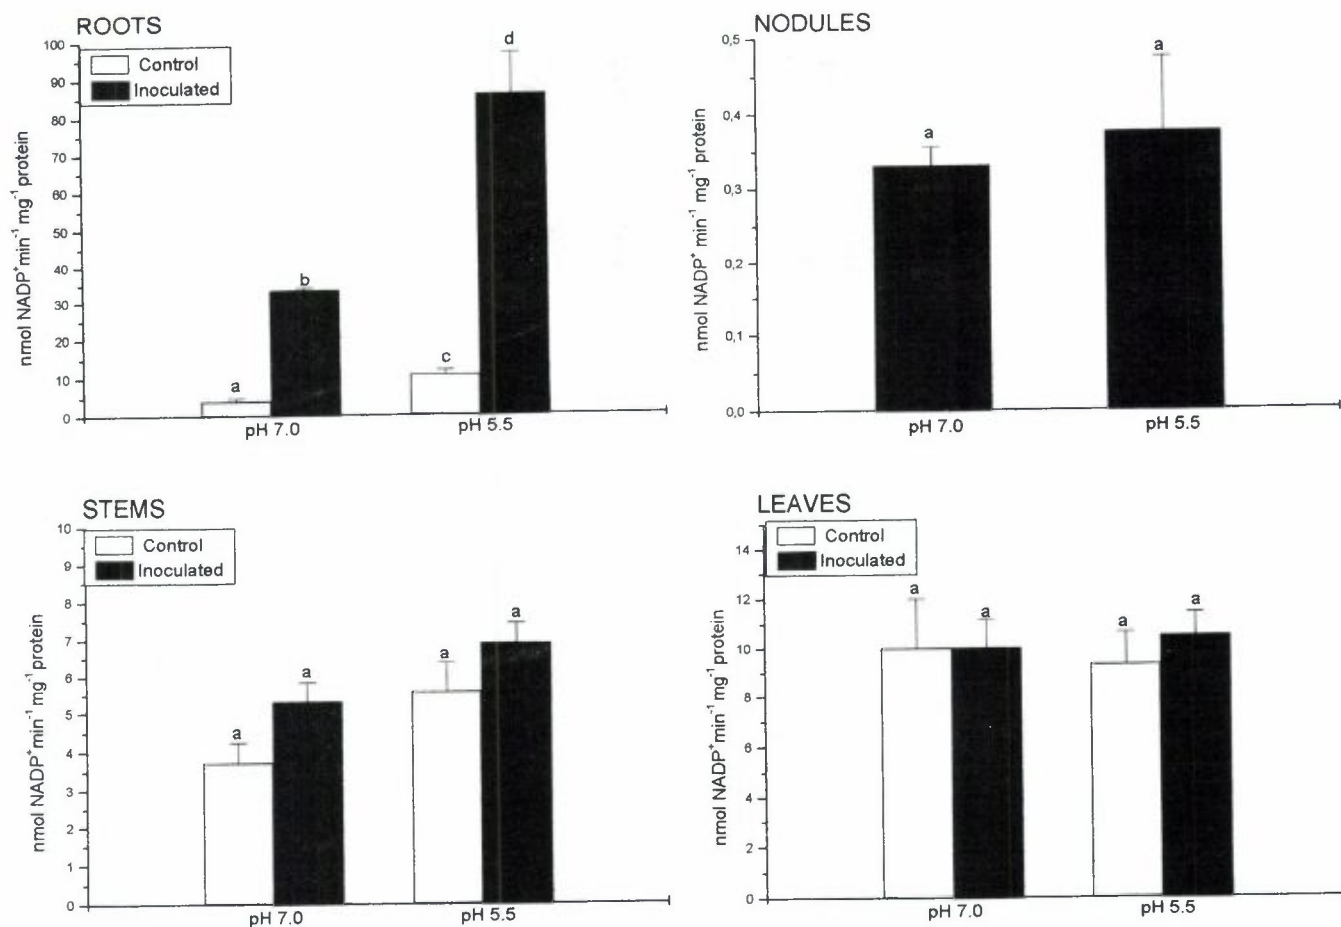 ROOTS
Control
Inoculated
nmol NADP⁺min⁻¹ mg⁻¹ protein
100
90
80
70
60
50
40
30
20
10
0
a
b
c
d
pH 7.0
pH 5.5
NODULES
nmol NADP⁺ min⁻¹ mg⁻¹ protein
0,5
0,4
0,3
0,2
0,1
0,0
a
a
pH 7.0
pH 5.5
STEMS
Control
Inoculated
nmol NADP⁺min⁻¹ mg⁻¹ protein
10
9
8
7
6
5
4
3
2
1
0
a
a
a
a
pH 7.0
pH 5.5
LEAVES
Control
Inoculated
nmol NADP⁺min⁻¹ mg⁻¹ protein
14
12
10
8
6
4
2
0
a
a
a
a
pH 7.0
pH 5.5